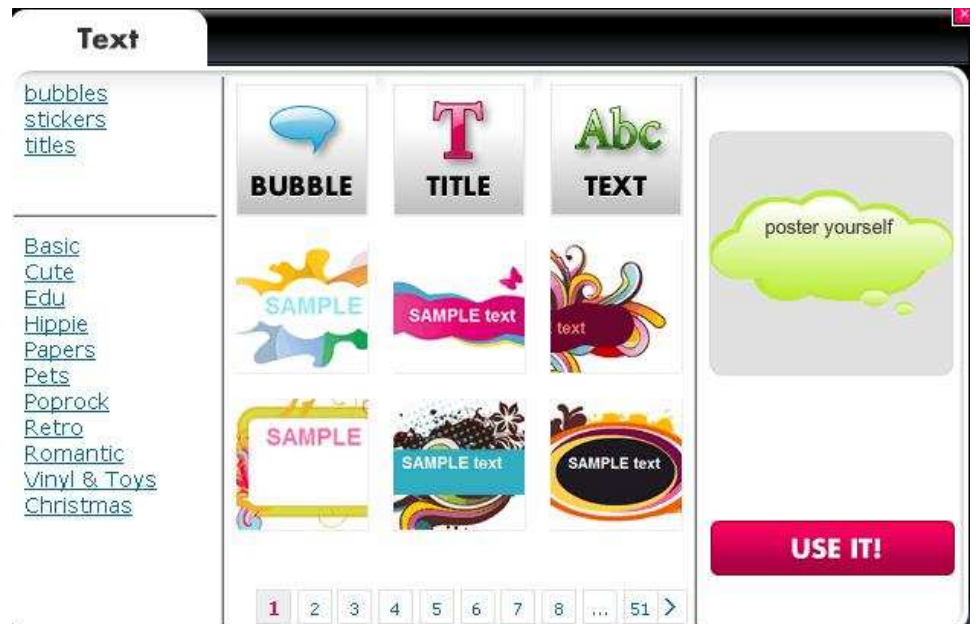 Text
bubbles
stickers
titles
Basic
Cute
Edu
Hippie
Papers
Pets
Poprock
Retro
Romantic
Vinyl & Toys
Christmas
BUBBLE
T
TITLE
Abc
TEXT
SAMPLE
SAMPLE text
text
SAMPLE
SAMPLE text
SAMPLE text
1 2 3 4 5 6 7 8 ... 51 >
poster yourself
USE IT!